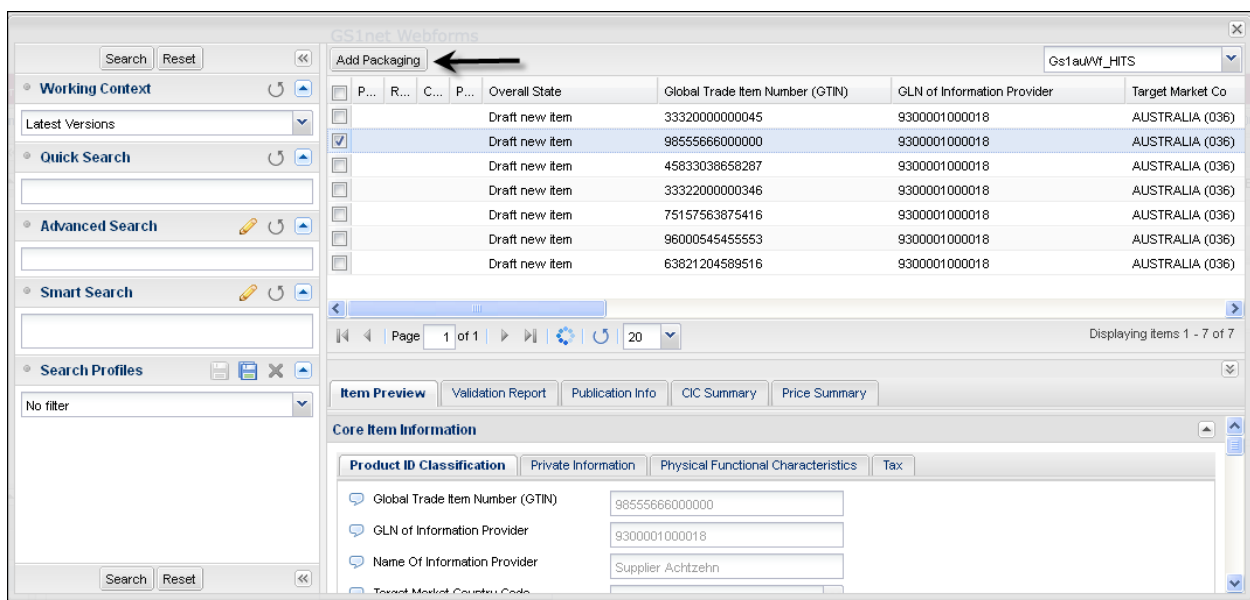 GS1net Webforms
Search Reset
Working Context
Latest Versions
Quick Search
Advanced Search
Smart Search
Search Profiles
No filter
Search Reset
Add Packaging
Gs1auWf_HITS
P... R... C... P... Overall State Global Trade Item Number (GTIN) GLN of Information Provider Target Market Co
Draft new item 33320000000045 9300001000018 AUSTRALIA (036)
Draft new item 98555666000000 9300001000018 AUSTRALIA (036)
Draft new item 45833038658287 9300001000018 AUSTRALIA (036)
Draft new item 33322000000346 9300001000018 AUSTRALIA (036)
Draft new item 75157563875416 9300001000018 AUSTRALIA (036)
Draft new item 96000545455553 9300001000018 AUSTRALIA (036)
Draft new item 63821204589516 9300001000018 AUSTRALIA (036)
Page 1 of 1 20 Displaying items 1 - 7 of 7
Item Preview Validation Report Publication Info CIC Summary Price Summary
Core Item Information
Product ID Classification Private Information Physical Functional Characteristics Tax
Global Trade Item Number (GTIN) 98555666000000
GLN of Information Provider 9300001000018
Name Of Information Provider Supplier Achtzehn
Target Market Country Code